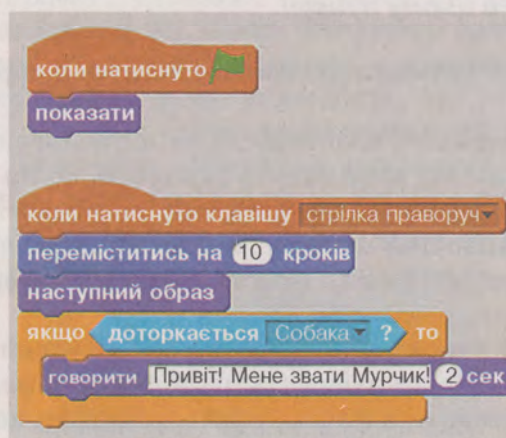 коли натиснуто
показати
коли натиснуто клавішу стрілка праворуч
переміститись на 10 кроків
наступний образ
якщо доторкається Собака ? то
говорити Привіт! Мене звати Мурчик! 2 сек